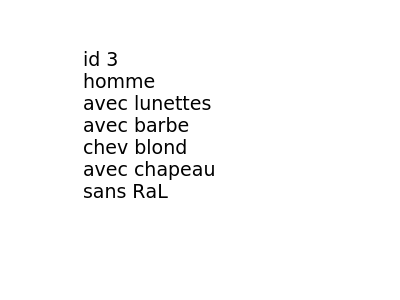 id 3
homme
avec lunettes
avec barbe
chev blond
avec chapeau
sans RaL